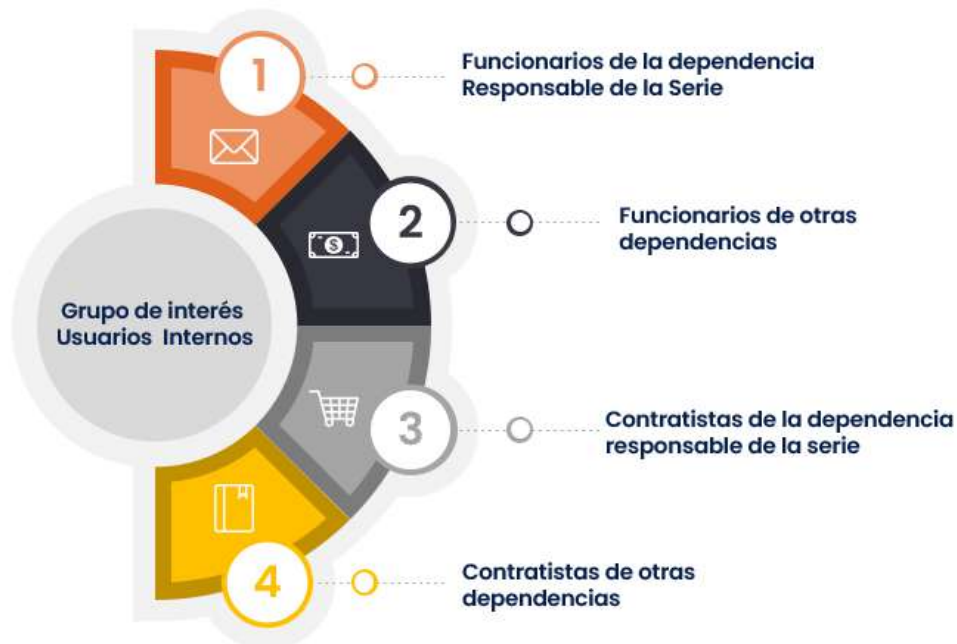 1
Funcionarios de la dependencia
Responsable de la Serie
2
Funcionarios de otras
dependencias
Grupo de interés
Usuarios Internos
3
Contratistas de la dependencia
responsable de la serie
4
Contratistas de otras
dependencias
$